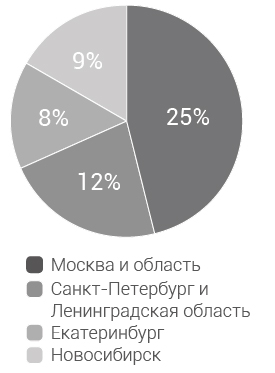 9%
25%
8%
12%
Москва и область
Санкт-Петербург и
Ленинградская область
Екатеринбург
Новосибирск